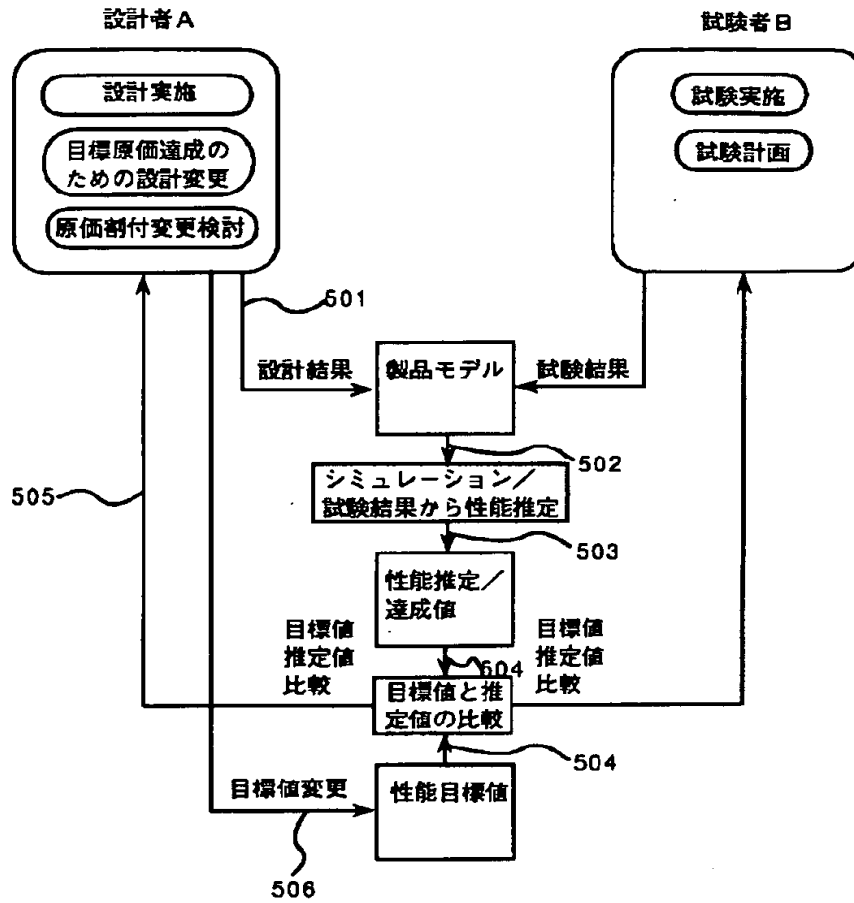 設計者A
試験者B
設計実施
目標原価達成の
ための設計変更
原価割付変更検討
試験実施
試験計画
501
設計結果
製品モデル
試験結果
502
シミュレーション/
試験結果から性能推定
505
503
性能推定/
達成値
目標値
推定値
比較
504
目標値
推定値
比較
目標値と推
定値の比較
504
目標値変更
性能目標値
506